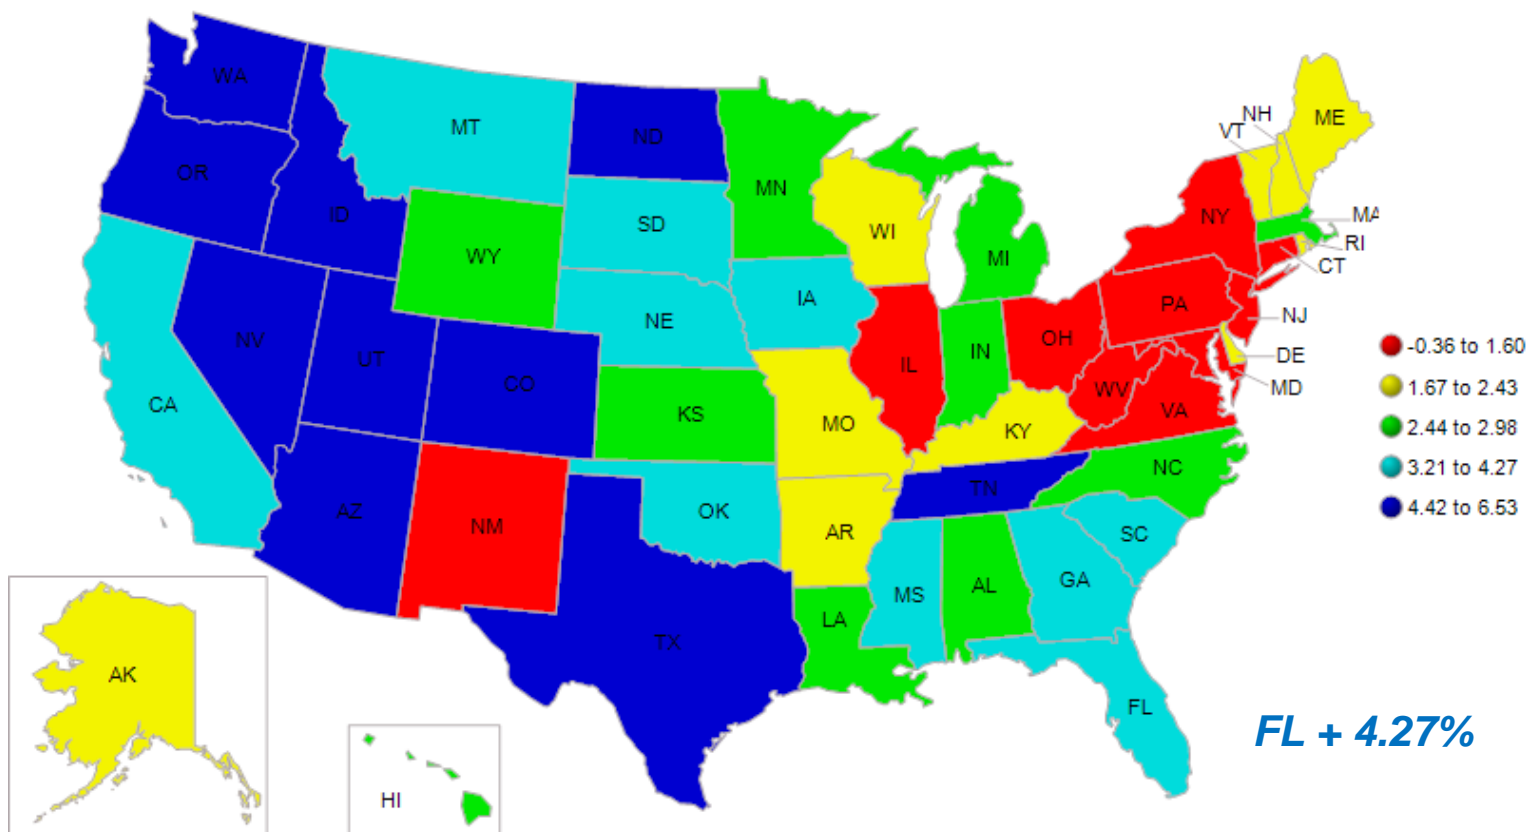 WA
MT
ND
OR
ID
MN
SD
WY
WI
MI
NH
VT
ME
NY
MA
RI
CT
IA
NE
NV
UT
CO
CA
KS
IL
IN
OH
PA
NJ
DE
MD
WV
VA
MO
KY
NC
TN
AZ
NM
OK
AR
SC
MS
AL
GA
LA
TX
FL
AK
HI
-0.36 to 1.60
1.67 to 2.43
2.44 to 2.98
3.21 to 4.27
4.42 to 6.53
FL + 4.27%